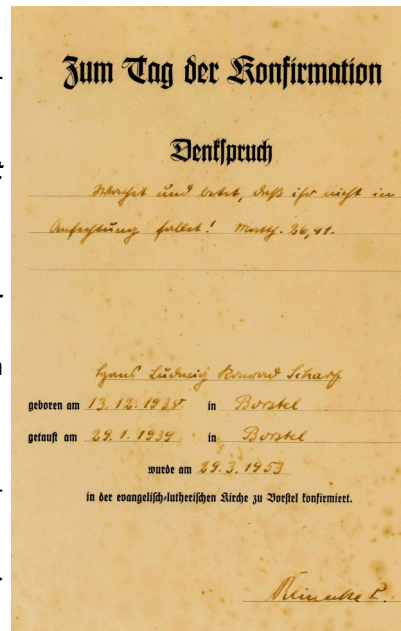 Zum Tag der Konfirmation
Denkspruch
Wachet und betet, daß ihr nicht in
Anfechtung fallet! Matth. 26,41.
Hans Ludwig Konrad Scharf
geboren am 13.12.1938 in Borstel
getauft am 29.1.1939 in Borstel
wurde am 29.3.1953
in der evangelisch-lutherischen Kirche zu Borstel konfirmiert.
Reinecke P.